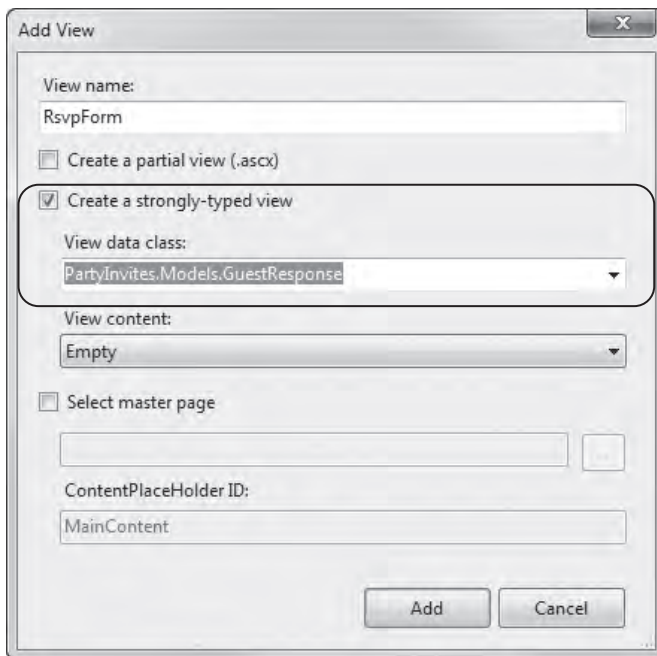 Add View
View name:
RsvpForm
Create a partial view (.ascx)
Create a strongly-typed view
View data class:
PartyInvites.Models.GuestResponse
View content:
Empty
Select master page
...
ContentPlaceHolder ID:
MainContent
Add Cancel